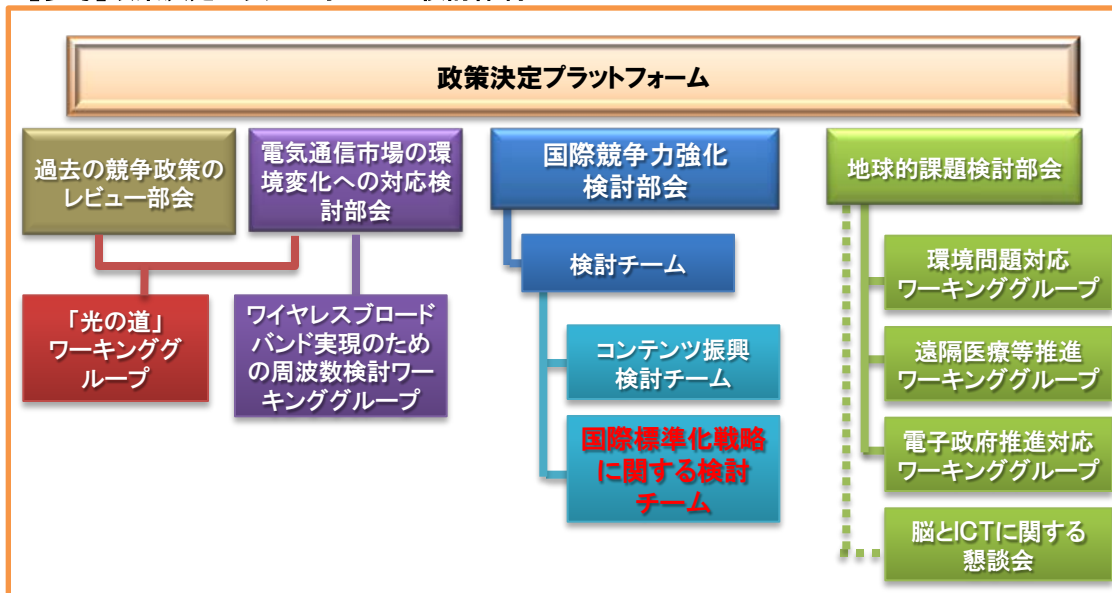 政策決定プラットフォーム
過去の競争政策の
レビュー部会
電気通信市場の環
境変化への対応検
討部会
国際競争力強化
検討部会
地球的課題検討部会
「光の道」
ワーキンググ
ループ
ワイヤレスブロード
バンド実現のため
の周波数検討ワー
キンググループ
検討チーム
コンテンツ振興
検討チーム
国際標準化戦略
に関する検討
チーム
環境問題対応
ワーキンググループ
遠隔医療等推進
ワーキンググループ
電子政府推進対応
ワーキンググループ
脳とICTに関する
懇談会